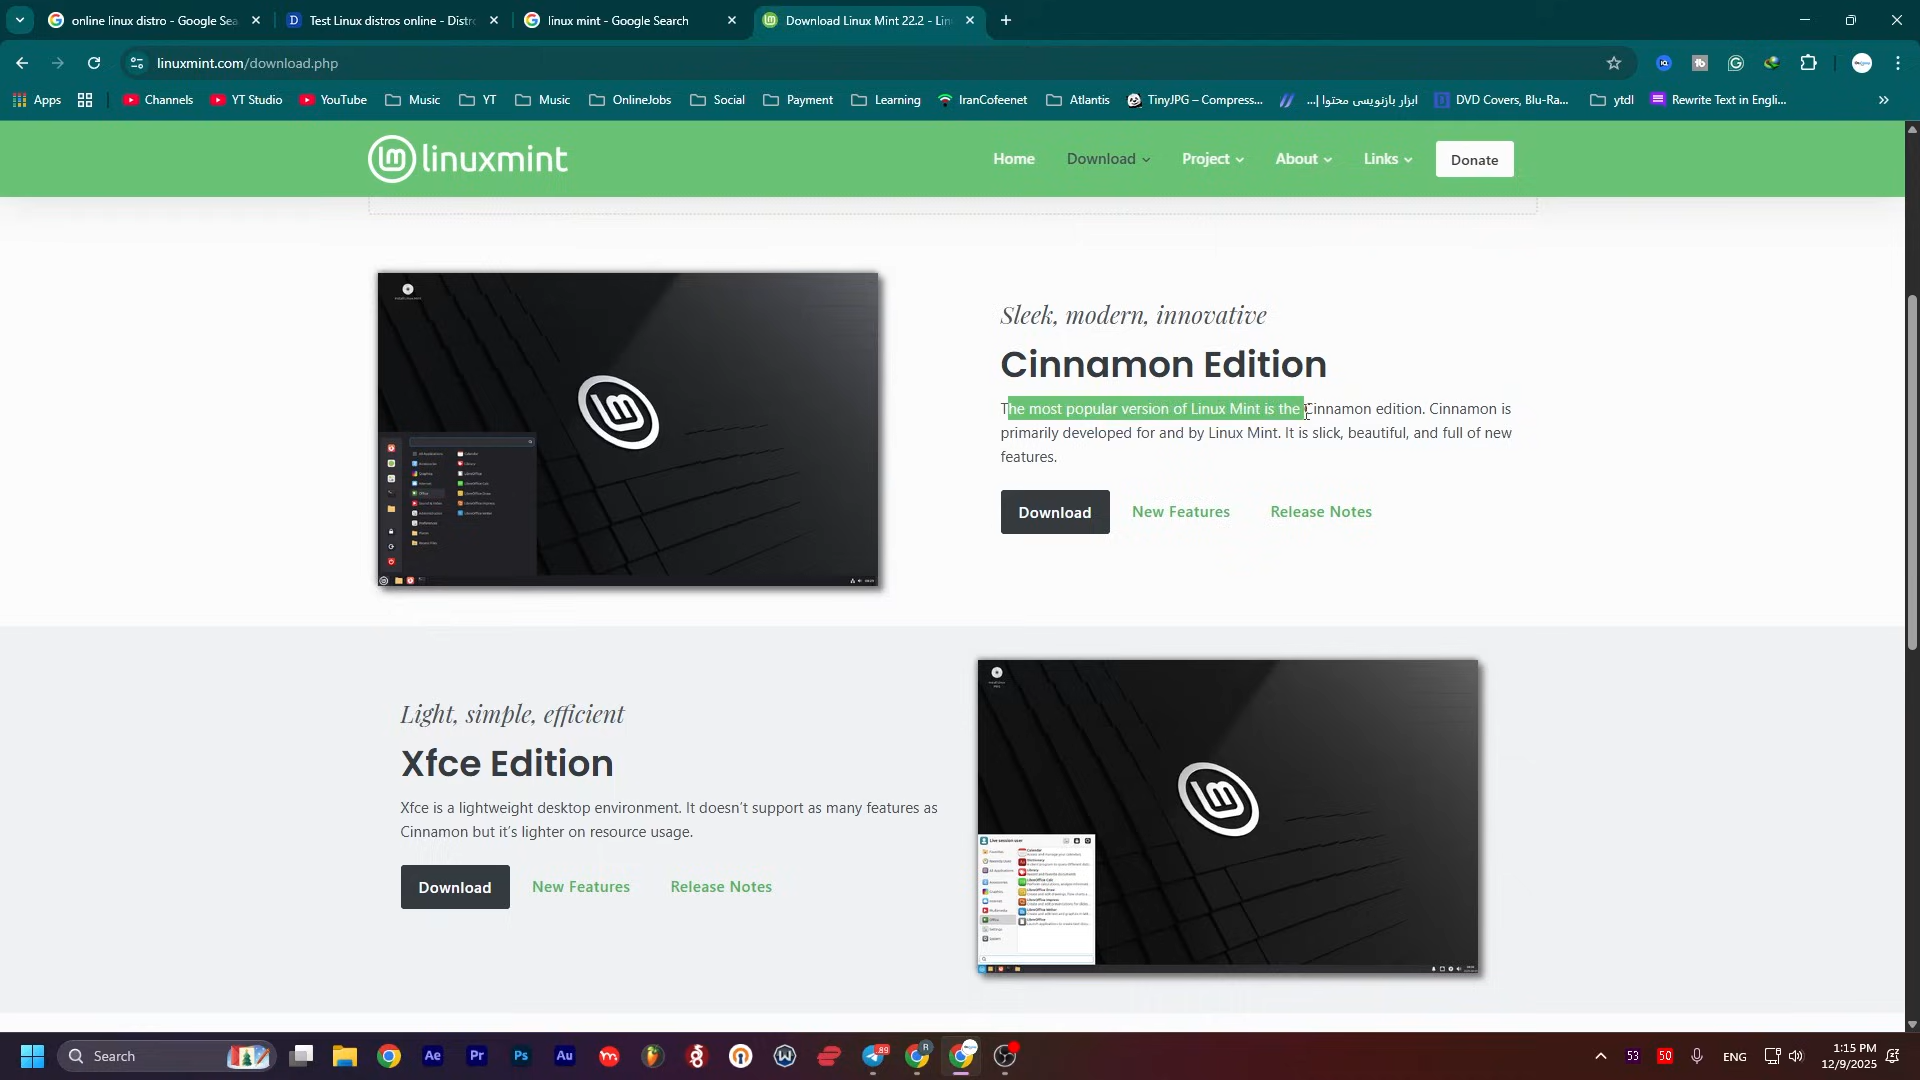 online linux distro - Google Sea
Test Linux distros online - Distro
linux mint - Google Search
Download Linux Mint 22.2 - Lin
linuxmint.com/download.php
Apps
Channels
YT Studio
YouTube
Music
YT
Music
OnlineJobs
Social
Payment
Learning
IranCofeenet
Atlantis
TinyJPG – Compress...
ابزار بازنویسی محتوا |...
DVD Covers, Blu-Ra...
ytdl
Rewrite Text in Engli...
linuxmint
Home
Download
Project
About
Links
Donate
Sleek, modern, innovative
Cinnamon Edition
The most popular version of Linux Mint is the Cinnamon edition. Cinnamon is
primarily developed for and by Linux Mint. It is slick, beautiful, and full of new
features.
Download
New Features
Release Notes
Light, simple, efficient
Xfce Edition
Xfce is a lightweight desktop environment. It doesn't support as many features as
Cinnamon but it's lighter on resource usage.
Download
New Features
Release Notes
Search
Ae
Pr
Ps
Au
89
R
53
50
ENG
1:15 PM
12/9/2025